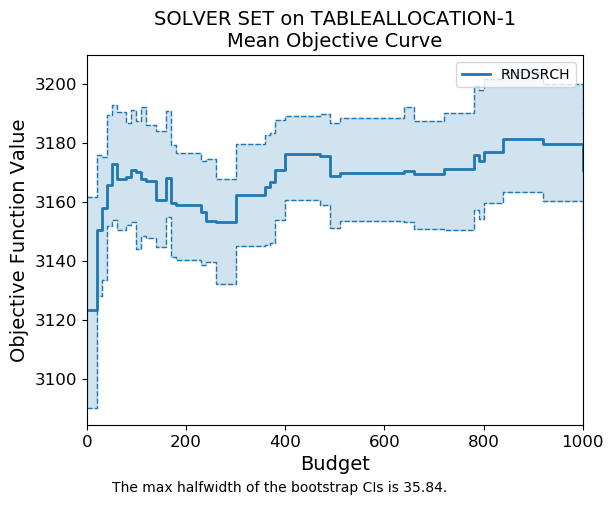 SOLVER SET on TABLEALLOCATION-1
Mean Objective Curve
RNDSRCH
Objective Function Value
3200
3180
3160
3140
3120
3100
0 200 400 600 800 1000
Budget
The max halfwidth of the bootstrap CIs is 35.84.